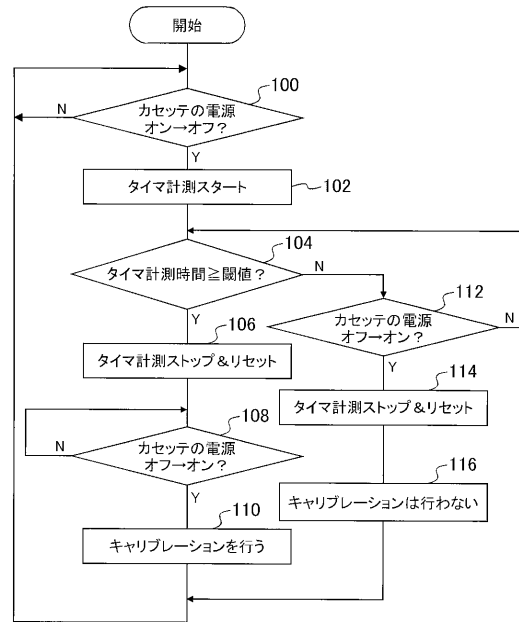 開始
100
N
カセッテの電源
オン→オフ？
Y
タイマ計測スタート
102
104
タイマ計測時間≧閾値？
N
Y
112
カセッテの電源
オフ→オン？
N
Y
106
タイマ計測ストップ＆リセット
114
タイマ計測ストップ＆リセット
108
カセッテの電源
オフ→オン？
N
Y
116
キャリブレーションは行わない
110
キャリブレーションを行う